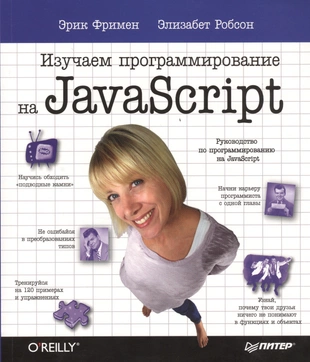 Эрик Фримен Элизабет Робсон
Изучаем программирование
на JavaScript
Руководство
по программированию
на JavaScript
Научись обходить
«подводные камни»
Начни карьеру
программиста
с одной главы
Не ошибайся
в преобразованиях
типов
Тренируйся
на 120 примерах
и упражнениях
Узнай,
почему твои друзья
ничего не понимают
в функциях и объектах
O'REILLY®
ПИТЕР®